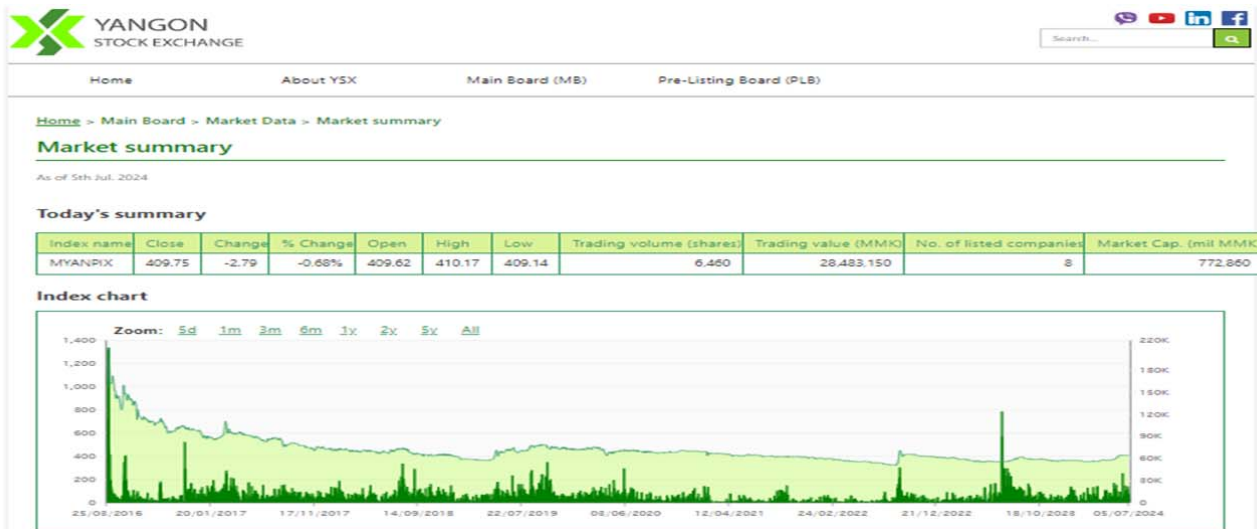 YANGON
STOCK EXCHANGE
Search...
Home About YSX Main Board (MB) Pre-Listing Board (PLB)
Home > Main Board > Market Data > Market summary
Market summary
As of 5th Jul. 2024
Today's summary
Index name Close Change % Change Open High Low Trading volume (shares) Trading value (MMK) No. of listed companies Market Cap. (mil MMK
MYANPIX 409.75 -2.79 -0.68% 409.62 410.17 409.14 6,460 28,483,150 8 772,860
Index chart
Zoom: 5d 1m 3m 6m 1y 2y 5y All
1,400 220K
1,200 180K
1,000 150K
800 120K
600 90K
400 60K
200 30K
0 0
25/08/2016 20/01/2017 17/11/2017 14/09/2018 22/07/2019 08/06/2020 12/04/2021 24/02/2022 21/12/2022 18/10/2023 05/07/2024